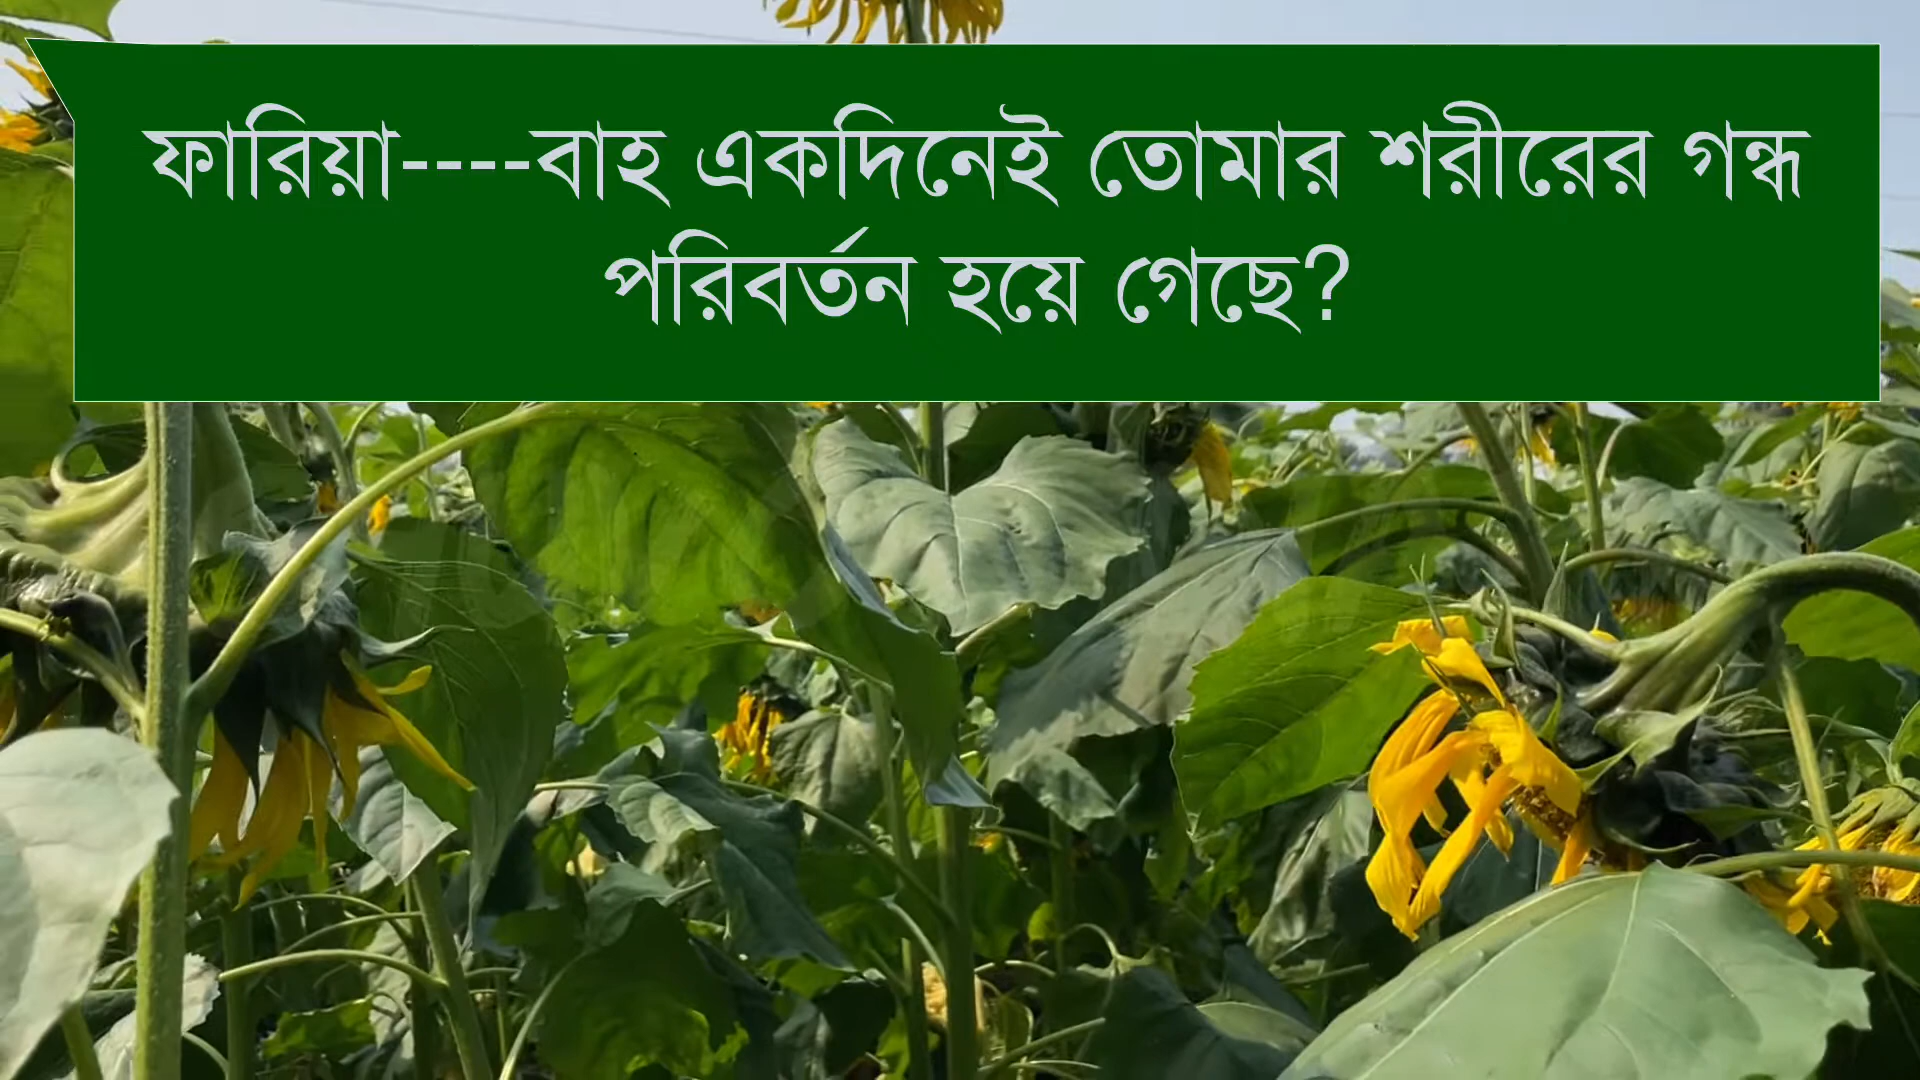 ফারিয়া----বাহ একদিনেই তোমার শরীরের গন্ধ
পরিবর্তন হয়ে গেছে?